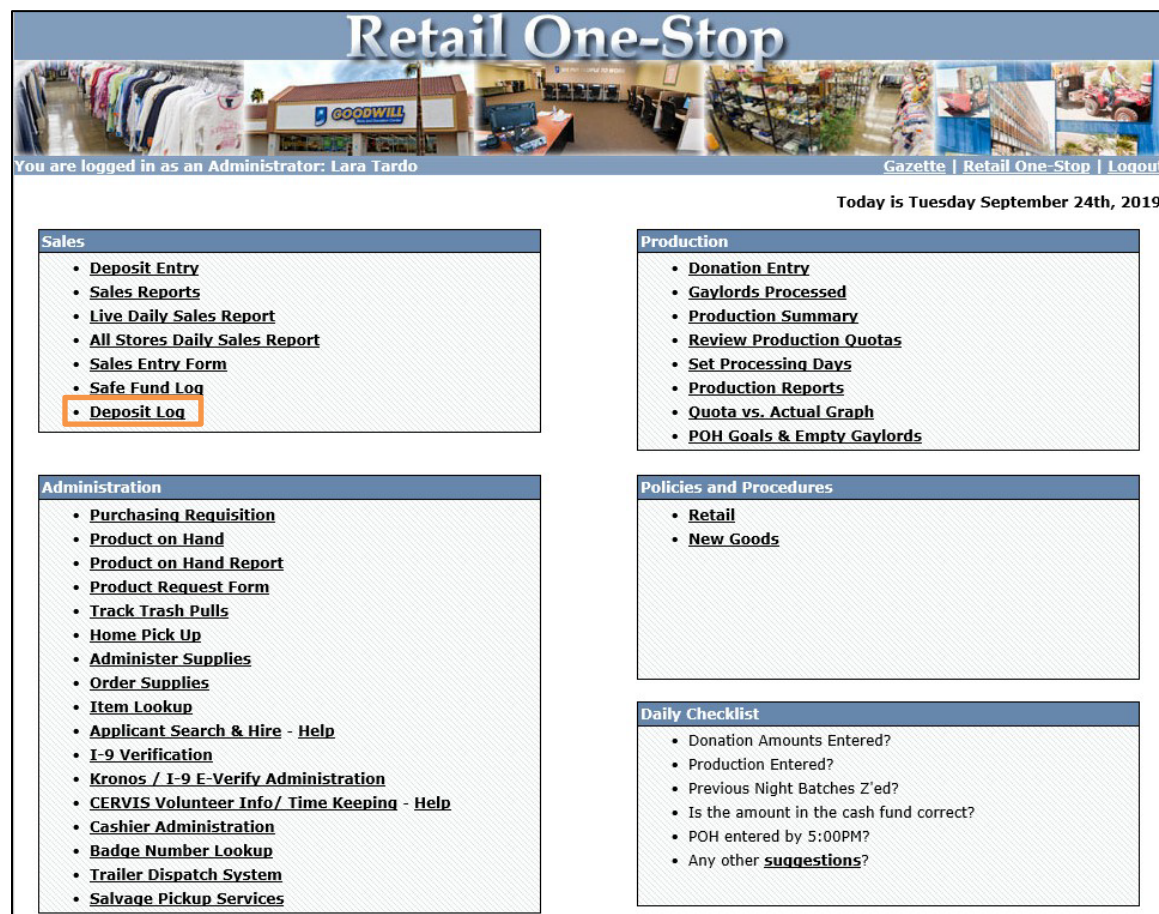 Retail One-Stop
GOODWILL
You are logged in as an Administrator: Lara Tardo
Gazette | Retail One-Stop | Logout
Today is Tuesday September 24th, 2019
Sales
• Deposit Entry
• Sales Reports
• Live Daily Sales Report
• All Stores Daily Sales Report
• Sales Entry Form
• Safe Fund Log
• Deposit Log
Production
• Donation Entry
• Gaylords Processed
• Production Summary
• Review Production Quotas
• Set Processing Days
• Production Reports
• Quota vs. Actual Graph
• POH Goals & Empty Gaylords
Administration
• Purchasing Requisition
• Product on Hand
• Product on Hand Report
• Product Request Form
• Track Trash Pulls
• Home Pick Up
• Administer Supplies
• Order Supplies
• Item Lookup
• Applicant Search & Hire - Help
• I-9 Verification
• Kronos / I-9 E-Verify Administration
• CERVIS Volunteer Info/ Time Keeping - Help
• Cashier Administration
• Badge Number Lookup
• Trailer Dispatch System
• Salvage Pickup Services
Policies and Procedures
• Retail
• New Goods
Daily Checklist
• Donation Amounts Entered?
• Production Entered?
• Previous Night Batches Z'ed?
• Is the amount in the cash fund correct?
• POH entered by 5:00PM?
• Any other suggestions?